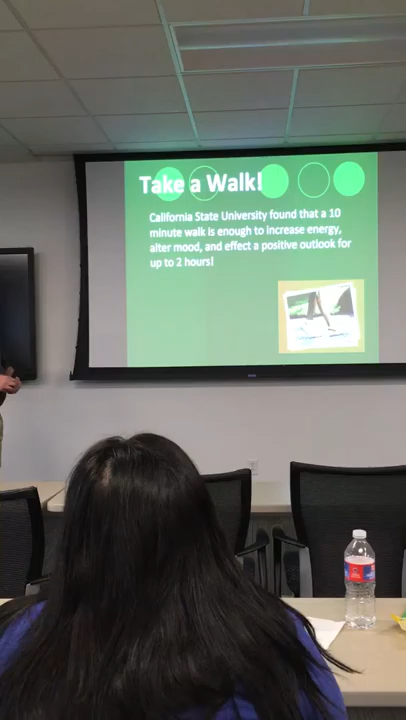 Take a Walk!
California State University found that a 10
minute walk is enough to increase energy,
alter mood, and effect a positive outlook for
up to 2 hours!